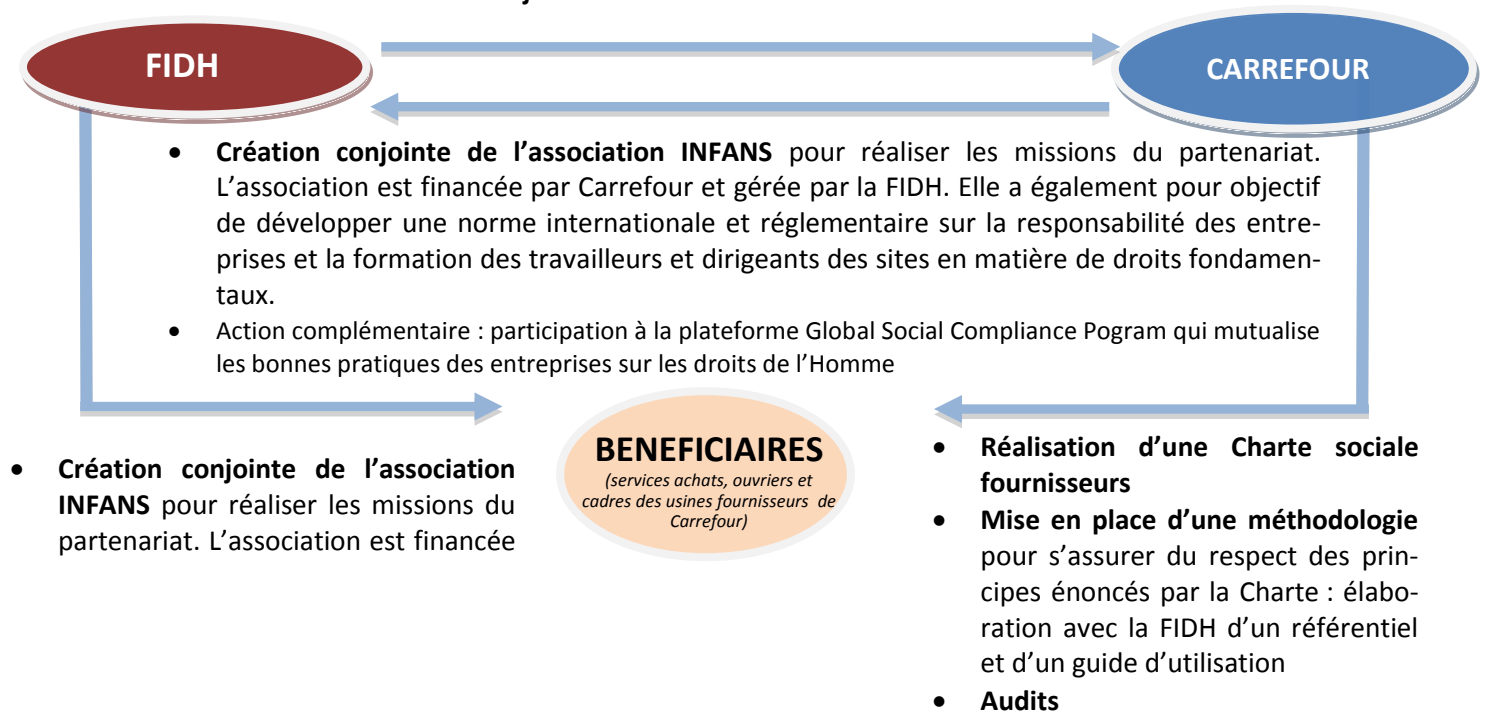 FIDH
CARREFOUR
• Création conjointe de l’association INFANS pour réaliser les missions du partenariat.
L’association est financée par Carrefour et gérée par la FIDH. Elle a également pour objectif
de développer une norme internationale et réglementaire sur la responsabilité des entre-
prises et la formation des travailleurs et dirigeants des sites en matière de droits fondamen-
taux.
• Action complémentaire : participation à la plateforme Global Social Compliance Pogram qui mutualise
les bonnes pratiques des entreprises sur les droits de l’Homme
• Création conjointe de l’association
INFANS pour réaliser les missions du
partenariat. L’association est financée
BENEFICIAIRES
(services achats, ouvriers et
cadres des usines fournisseurs de
Carrefour)
• Réalisation d’une Charte sociale
fournisseurs
• Mise en place d’une méthodologie
pour s’assurer du respect des prin-
cipes énoncés par la Charte : élabo-
ration avec la FIDH d’un référentiel
et d’un guide d’utilisation
• Audits